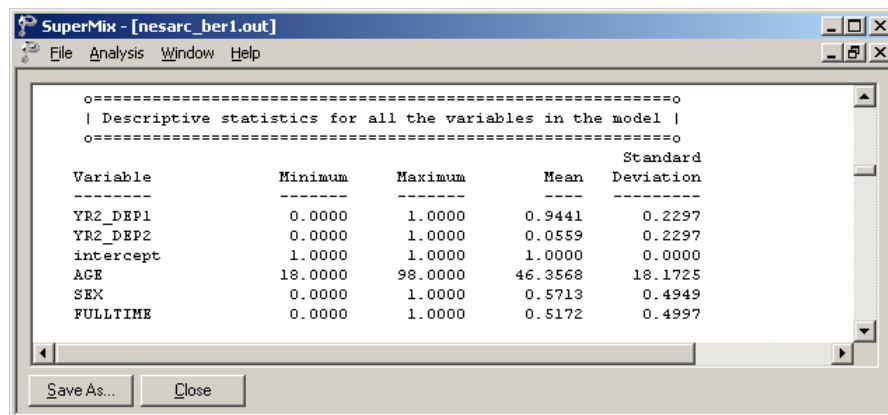 SuperMix - [nesarc_ber1.out]
File Analysis Window Help
o=============================================================o
| Descriptive statistics for all the variables in the model |
o=============================================================o
Standard
Variable Minimum Maximum Mean Deviation
-------- ------- ------- ---- ---------
YR2_DEP1 0.0000 1.0000 0.9441 0.2297
YR2_DEP2 0.0000 1.0000 0.0559 0.2297
intercept 1.0000 1.0000 1.0000 0.0000
AGE 18.0000 98.0000 46.3568 18.1725
SEX 0.0000 1.0000 0.5713 0.4949
FULLTIME 0.0000 1.0000 0.5172 0.4997
Save As... Close